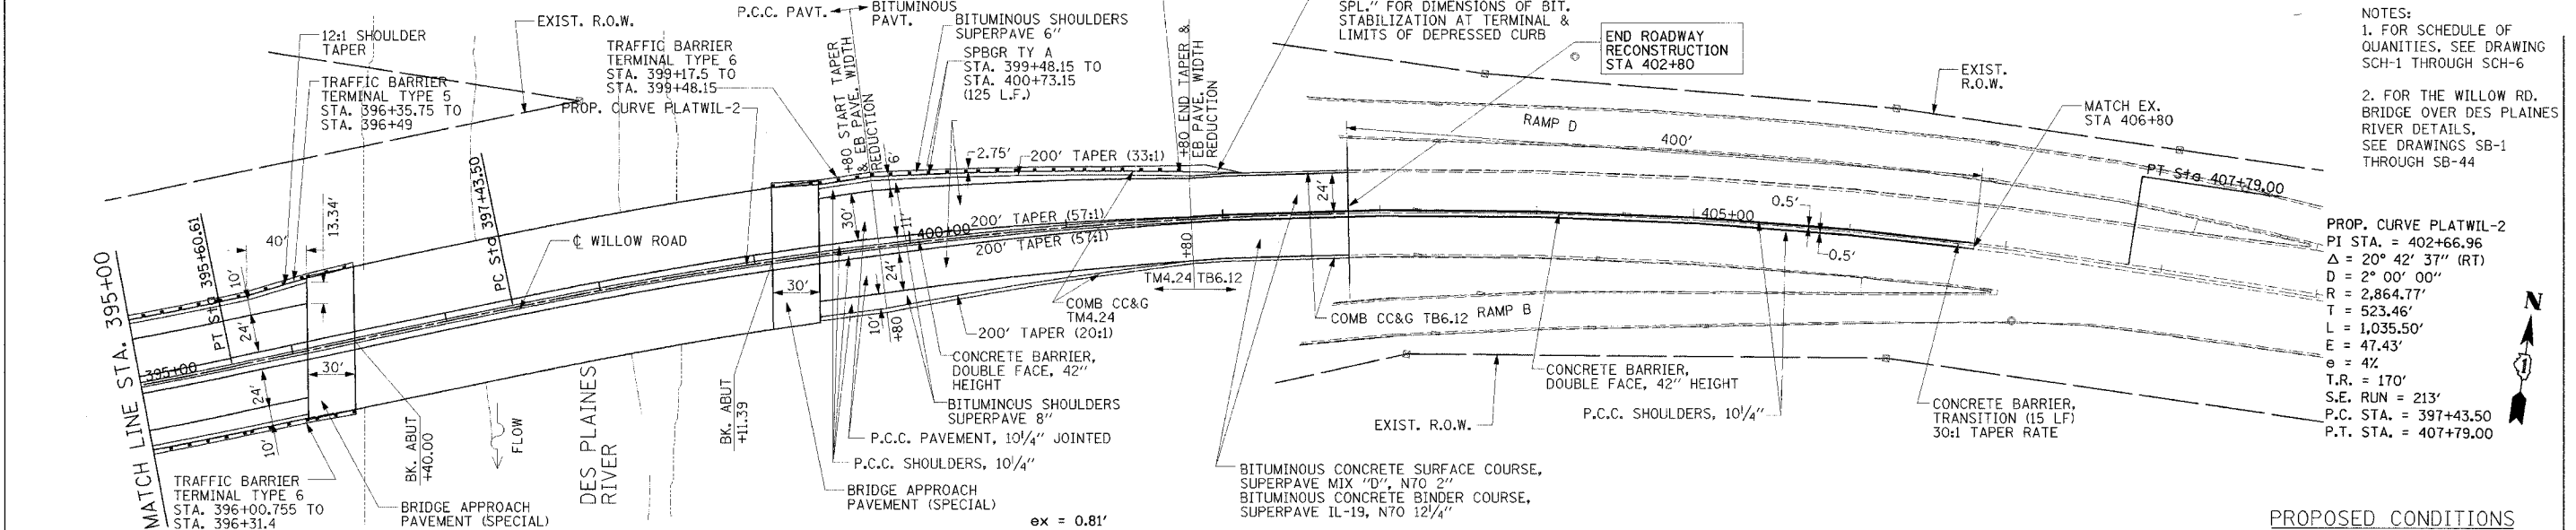 12:1 SHOULDER
TAPER
EXIST. R.O.W.
TRAFFIC BARRIER
TERMINAL TYPE 5
STA. 396+35.75 TO
STA. 396+49
P.C.C. PAVT.
BITUMINOUS
PAVT.
TRAFFIC BARRIER
TERMINAL TYPE 6
STA. 399+17.5 TO
STA. 399+48.15
PROP. CURVE PLATWIL-2
+80 START TAPER
& EB PAVE. WIDTH
REDUCTION
BITUMINOUS SHOULDERS
SUPERPAVE 6"
SPBGR TY A
STA. 399+48.15 TO
STA. 400+73.15
(125 L.F.)
+80 END TAPER &
EB PAVE. WIDTH
REDUCTION
SPL." FOR DIMENSIONS OF BIT.
STABILIZATION AT TERMINAL &
LIMITS OF DEPRESSED CURB
END ROADWAY
RECONSTRUCTION
STA 402+80
EXIST.
R.O.W.
MATCH EX.
STA 406+80
NOTES:
1. FOR SCHEDULE OF
QUANITIES, SEE DRAWING
SCH-1 THROUGH SCH-6
2. FOR THE WILLOW RD.
BRIDGE OVER DES PLAINES
RIVER DETAILS,
SEE DRAWINGS SB-1
THROUGH SB-44
RAMP D
400'
PT Sta 407+79.00
2.75'
200' TAPER (33:1)
6'
11'
30'
24'
200' TAPER (57:1)
400+00
200' TAPER (57:1)
24'
405+00
0.5'
0.5'
PT Sta 395+60.61
40'
10'
13.34'
24'
PC Sta 397+43.50
℄ WILLOW ROAD
MATCH LINE STA. 395+00
395+00
30'
24'
10'
30'
10'
+80
+80
TM4.24
TB6.12
200' TAPER (20:1)
COMB CC&G
TM4.24
COMB CC&G TB6.12
RAMP B
PROP. CURVE PLATWIL-2
PI STA. = 402+66.96
Δ = 20° 42' 37" (RT)
D = 2° 00' 00"
R = 2,864.77'
T = 523.46'
L = 1,035.50'
E = 47.43'
e = 4%
T.R. = 170'
S.E. RUN = 213'
P.C. STA. = 397+43.50
P.T. STA. = 407+79.00
N
1
CONCRETE BARRIER,
DOUBLE FACE, 42"
HEIGHT
BITUMINOUS SHOULDERS
SUPERPAVE 8"
P.C.C. PAVEMENT, 10¼" JOINTED
P.C.C. SHOULDERS, 10¼"
BRIDGE APPROACH
PAVEMENT (SPECIAL)
BK. ABUT
+11.39
BK. ABUT
+40.00
FLOW
DES PLAINES
RIVER
TRAFFIC BARRIER
TERMINAL TYPE 6
STA. 396+00.755 TO
STA. 396+31.4
BRIDGE APPROACH
PAVEMENT (SPECIAL)
ex = 0.81'
BITUMINOUS CONCRETE SURFACE COURSE,
SUPERPAVE MIX "D", N70 2"
BITUMINOUS CONCRETE BINDER COURSE,
SUPERPAVE IL-19, N70 12¼"
EXIST. R.O.W.
CONCRETE BARRIER,
DOUBLE FACE, 42" HEIGHT
P.C.C. SHOULDERS, 10¼"
CONCRETE BARRIER,
TRANSITION (15 LF)
30:1 TAPER RATE
PROPOSED CONDITIONS